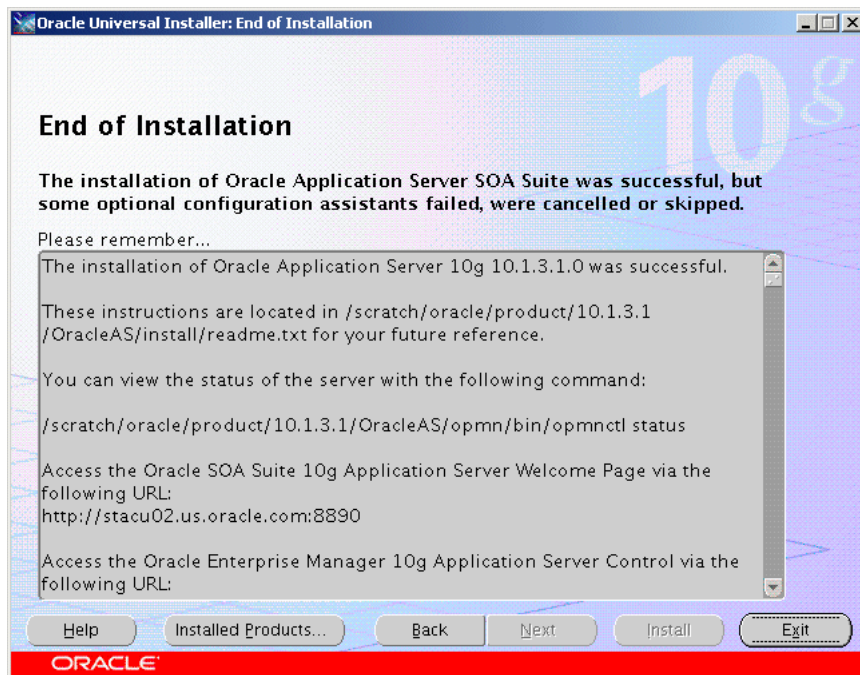 Oracle Universal Installer: End of Installation
10g
End of Installation
The installation of Oracle Application Server SOA Suite was successful, but
some optional configuration assistants failed, were cancelled or skipped.
Please remember...
The installation of Oracle Application Server 10g 10.1.3.1.0 was successful.
These instructions are located in /scratch/oracle/product/10.1.3.1
/OracleAS/install/readme.txt for your future reference.
You can view the status of the server with the following command:
/scratch/oracle/product/10.1.3.1/OracleAS/opmn/bin/opmnctl status
Access the Oracle SOA Suite 10g Application Server Welcome Page via the
following URL:
http://stacu02.us.oracle.com:8890
Access the Oracle Enterprise Manager 10g Application Server Control via the
following URL:
Help Installed Products... Back Next Install Exit
ORACLE